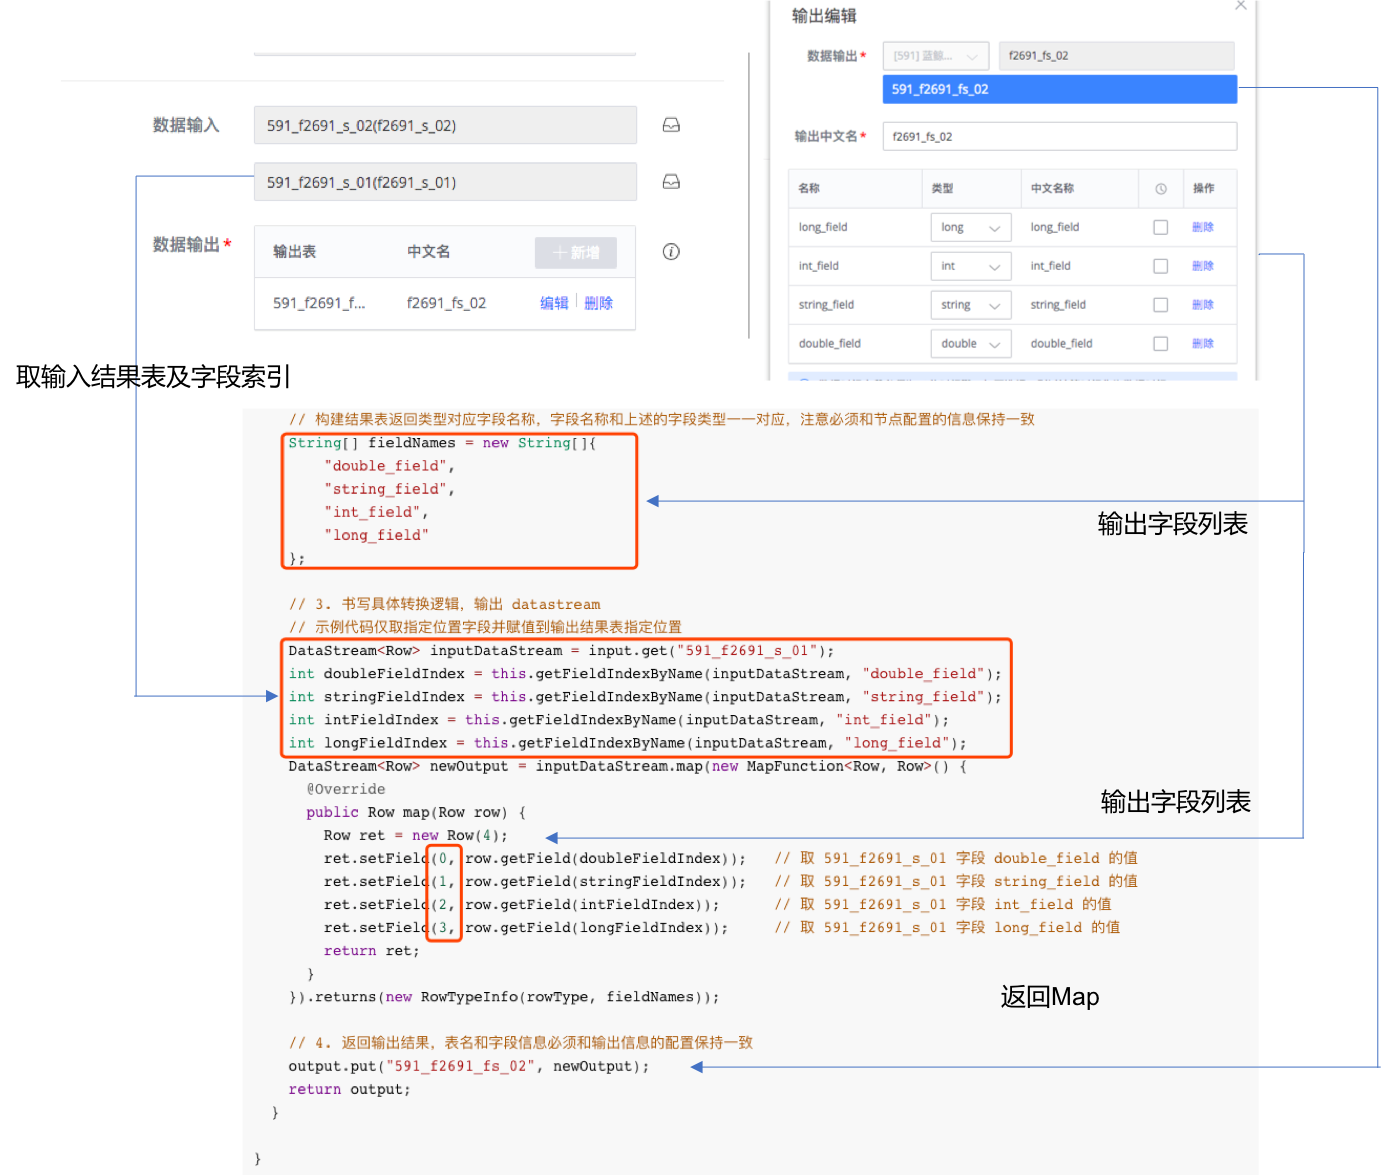 输出编辑
数据输出*
[591] 蓝鲸...
f2691_fs_02
591_f2691_fs_02
输出中文名*
f2691_fs_02
名称 类型 中文名称 操作
long_field long long_field 删除
int_field int int_field 删除
string_field string string_field 删除
double_field double double_field 删除
数据输入
591_f2691_s_02(f2691_s_02)
591_f2691_s_01(f2691_s_01)
数据输出*
输出表 中文名 +新增
591_f2691_f... f2691_fs_02 编辑 删除
取输入结果表及字段索引
// 构建结果表返回类型对应字段名称，字段名称和上述的字段类型一一对应，注意必须和节点配置的信息保持一致
String[] fieldNames = new String[]{
"double_field",
"string_field",
"int_field",
"long_field"
};
输出字段列表
// 3. 书写具体转换逻辑，输出 datastream
// 示例代码仅取指定位置字段并赋值到输出结果表指定位置
DataStream<Row> inputDataStream = input.get("591_f2691_s_01");
int doubleFieldIndex = this.getFieldIndexByName(inputDataStream, "double_field");
int stringFieldIndex = this.getFieldIndexByName(inputDataStream, "string_field");
int intFieldIndex = this.getFieldIndexByName(inputDataStream, "int_field");
int longFieldIndex = this.getFieldIndexByName(inputDataStream, "long_field");
DataStream<Row> newOutput = inputDataStream.map(new MapFunction<Row, Row>() {
@Override
public Row map(Row row) {
输出字段列表
Row ret = new Row(4);
ret.setField(0, row.getField(doubleFieldIndex)); // 取 591_f2691_s_01 字段 double_field 的值
ret.setField(1, row.getField(stringFieldIndex)); // 取 591_f2691_s_01 字段 string_field 的值
ret.setField(2, row.getField(intFieldIndex)); // 取 591_f2691_s_01 字段 int_field 的值
ret.setField(3, row.getField(longFieldIndex)); // 取 591_f2691_s_01 字段 long_field 的值
return ret;
}
}).returns(new RowTypeInfo(rowType, fieldNames));
返回Map
// 4. 返回输出结果，表名和字段信息必须和输出信息的配置保持一致
output.put("591_f2691_fs_02", newOutput);
return output;
}
}